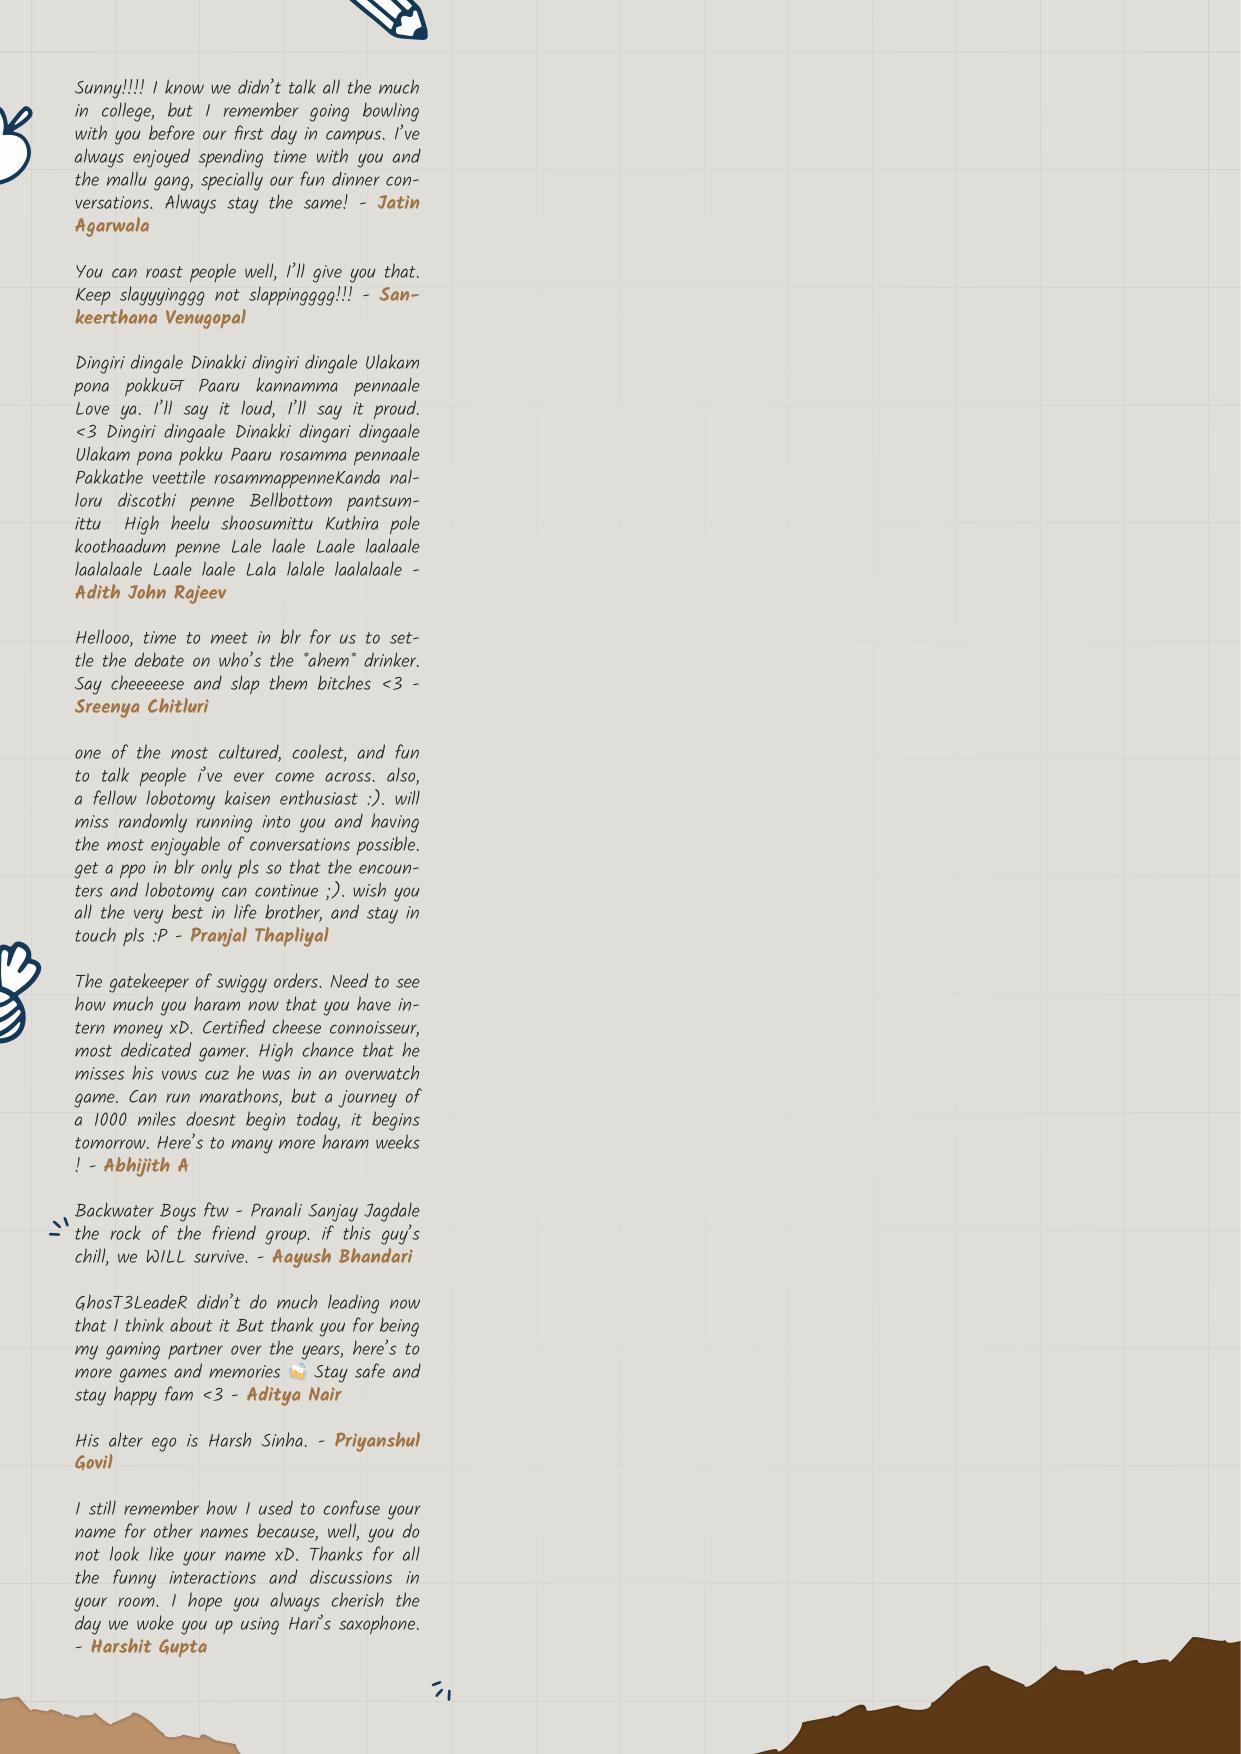 Sunny!!!! I know we didn't talk all the much
in college, but I remember going bowling
with you before our first day in campus. I've
always enjoyed spending time with you and
the mallu gang, specially our fun dinner con-
versations. Always stay the same! - Jatin
Agarwala
You can roast people well, I'll give you that.
Keep slayyyinggg not slappingggg!!! - San-
keerthana Venugopal
Dingiri dingale Dinakki dingiri dingale Ulakam
pona pokku Paaru kannamma pennaale
Love ya. I'll say it loud, I'll say it proud.
<3 Dingiri dingaale Dinakki dingari dingaale
Ulakam pona pokku Paaru rosamma pennaale
Pakkathe veettile rosammappenneKanda nal-
loru discothi penne Bellbottom pantsum-
ittu High heelu shoosumittu Kuthira pole
koothaadum penne Lale laale Laale laalaale
laalalaale Laale laale Lala lalale laalalaale -
Adith John Rajeev
Hellooo, time to meet in blr for us to set-
tle the debate on who's the *ahem* drinker.
Say cheeeeese and slap them bitches <3 -
Sreenya Chitluri
one of the most cultured, coolest, and fun
to talk people i've ever come across. also,
a fellow lobotomy kaisen enthusiast :). will
miss randomly running into you and having
the most enjoyable of conversations possible.
get a ppo in blr only pls so that the encoun-
ters and lobotomy can continue ;). wish you
all the very best in life brother, and stay in
touch pls :P - Pranjal Thapliyal
The gatekeeper of swiggy orders. Need to see
how much you haram now that you have in-
tern money xD. Certified cheese connoisseur,
most dedicated gamer. High chance that he
misses his vows cuz he was in an overwatch
game. Can run marathons, but a journey of
a 1000 miles doesnt begin today, it begins
tomorrow. Here's to many more haram weeks
! - Abhijith A
Backwater Boys ftw - Pranali Sanjay Jagdale
the rock of the friend group. if this guy's
chill, we WILL survive. - Aayush Bhandari
GhosT3LeadeR didn't do much leading now
that I think about it But thank you for being
my gaming partner over the years, here's to
more games and memories 🍻 Stay safe and
stay happy fam <3 - Aditya Nair
His alter ego is Harsh Sinha. - Priyanshul
Govil
I still remember how I used to confuse your
name for other names because, well, you do
not look like your name xD. Thanks for all
the funny interactions and discussions in
your room. I hope you always cherish the
day we woke you up using Hari's saxophone.
- Harshit Gupta